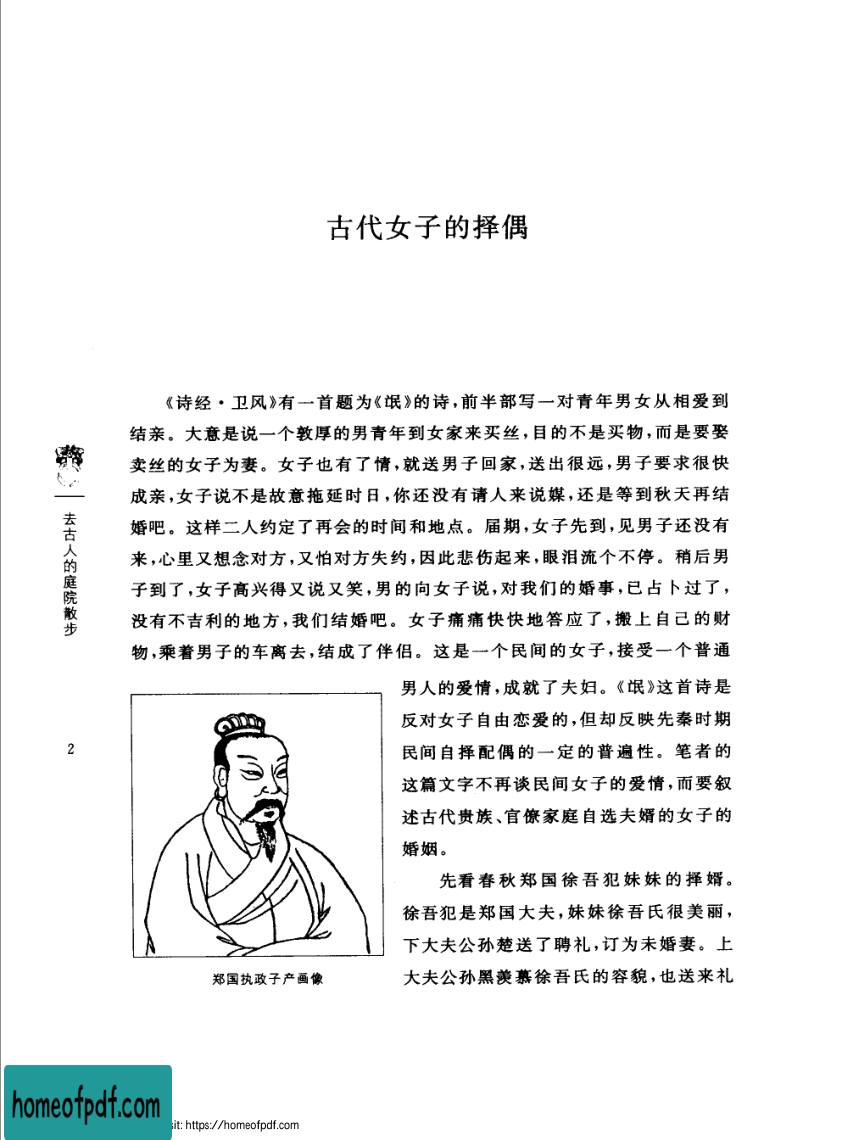 古代女子的择偶
《诗经·卫风》有一首题为《氓》的诗,前半部写一对青年男女从相爱到
结亲。大意是说一个敦厚的男青年到女家来买丝,目的不是买物,而是要娶
卖丝的女子为妻。女子也有了情,就送男子回家,送出很远,男子要求很快
成亲,女子说不是故意拖延时日,你还没有请人来说媒,还是等到秋天再结
婚吧。这样二人约定了再会的时间和地点。届期,女子先到,见男子还没有
来,心里又想念对方,又怕对方失约,因此悲伤起来,眼泪流个不停。稍后男
子到了,女子高兴得又说又笑,男的向女子说,对我们的婚事,已占卜过了,
没有不吉利的地方,我们结婚吧。女子痛痛快快地答应了,搬上自己的财
物,乘着男子的车离去,结成了伴侣。这是一个民间的女子,接受一个普通
男人的爱情,成就了夫妇。《氓》这首诗是
反对女子自由恋爱的,但却反映先秦时期
民间自择配偶的一定的普遍性。笔者的
这篇文字不再谈民间女子的爱情,而要叙
述古代贵族、官僚家庭自选夫婿的女子的
婚姻。
先看春秋郑国徐吾犯妹妹的择婿。
徐吾犯是郑国大夫,妹妹徐吾氏很美丽,
下大夫公孙楚送了聘礼,订为未婚妻。上
大夫公孙黑羡慕徐吾氏的容貌,也送来礼
郑国执政子产画像
去古人的庭院散步
2
homeofpdf.com
sit: https://homeofpdf.com